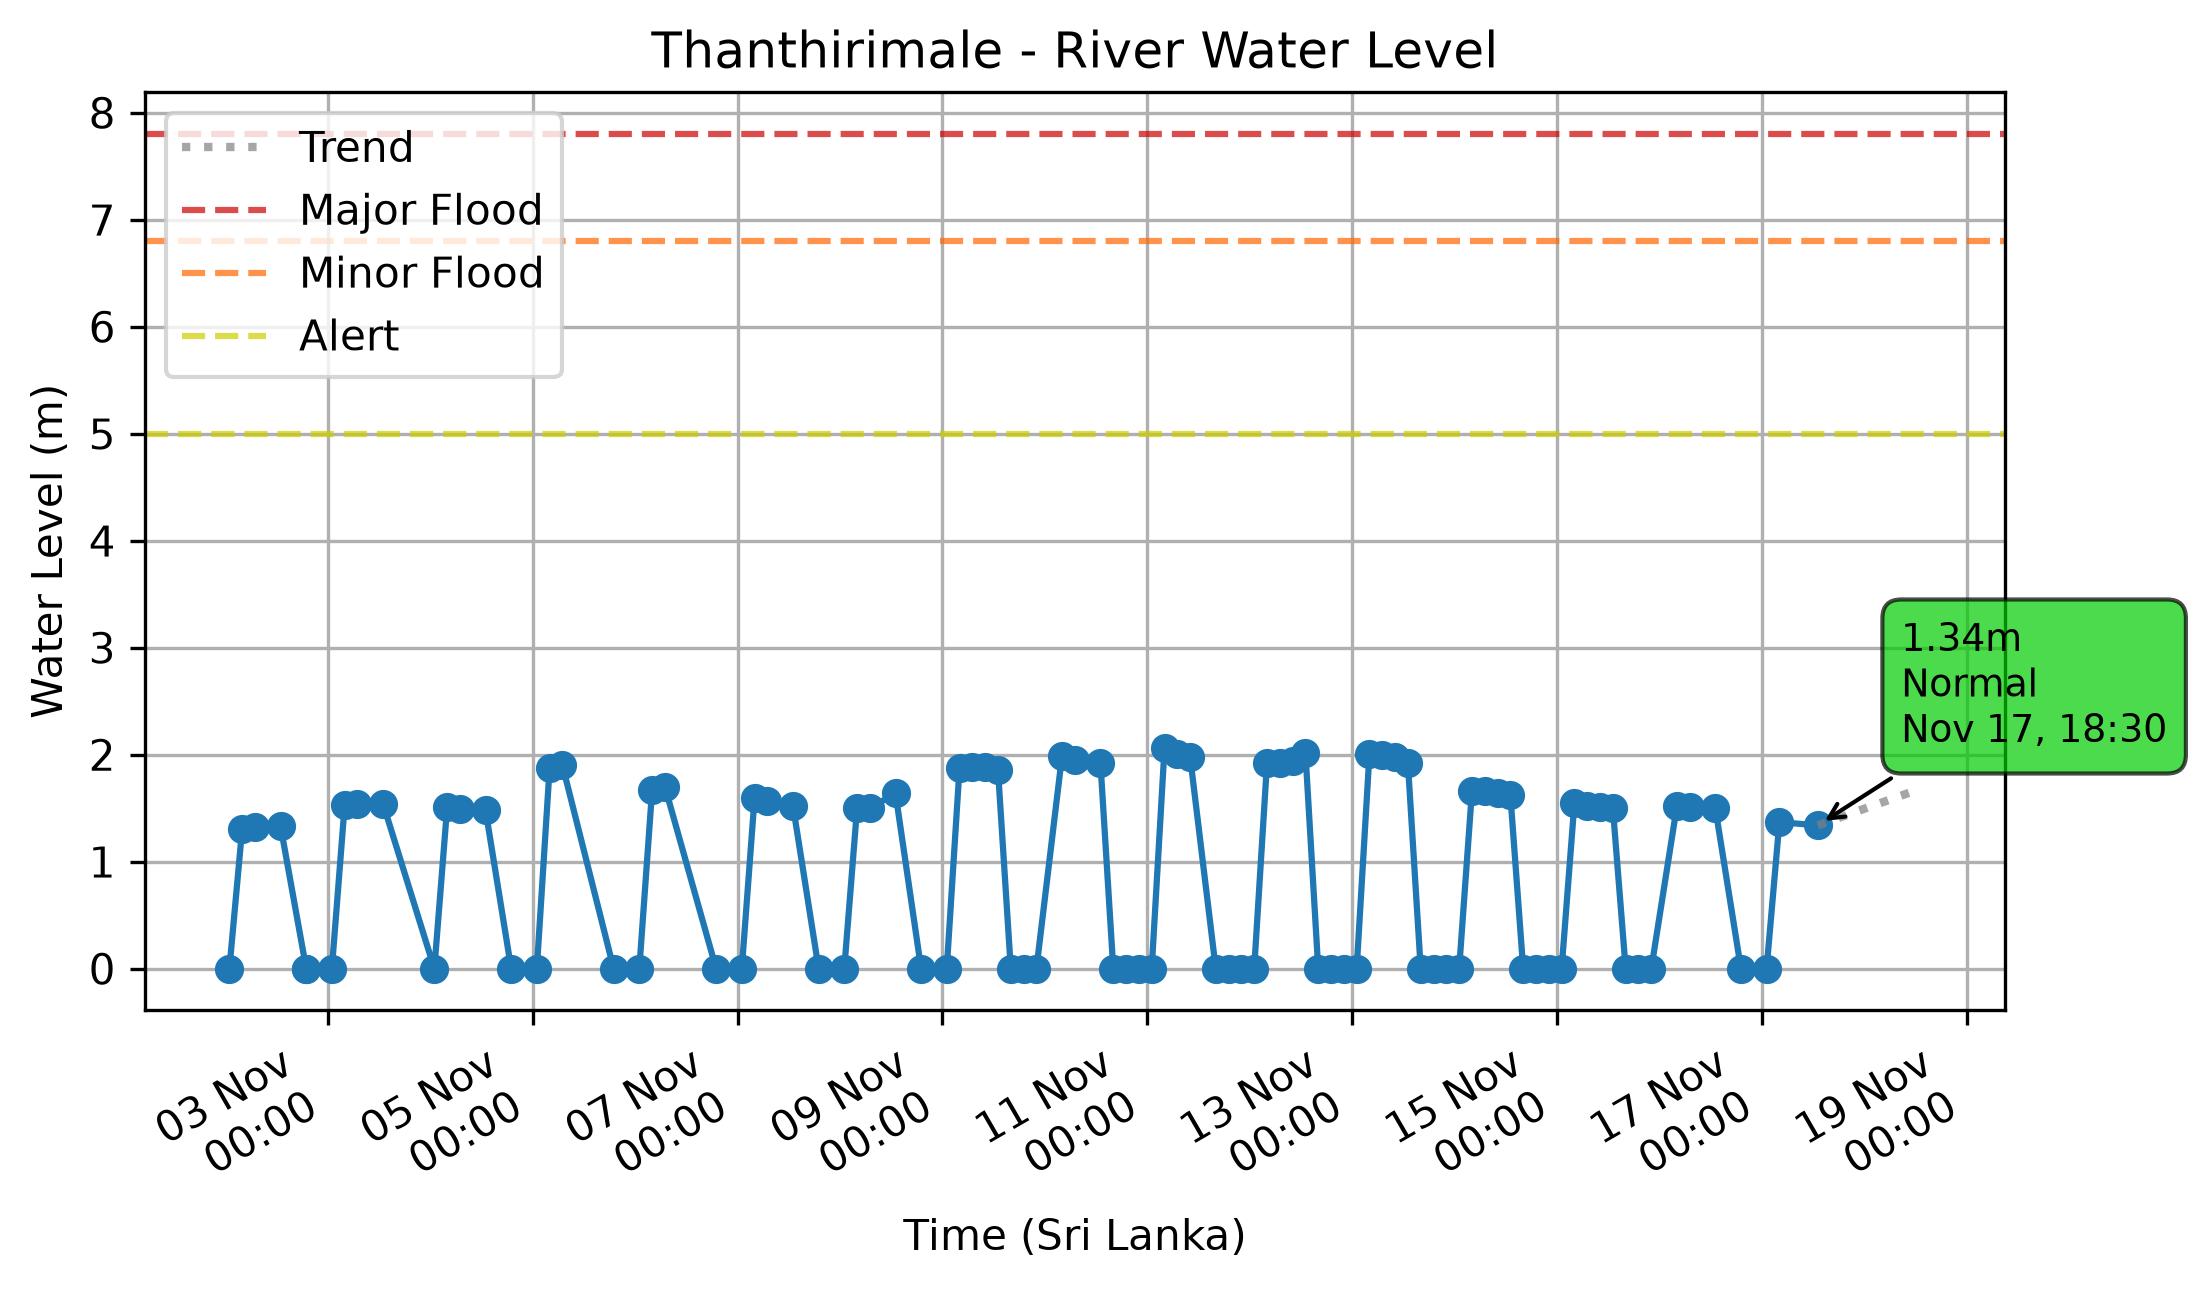 Thanthirimale - River Water Level
8
7
6
5
4
3
2
1
0
Water Level (m)
Trend
Major Flood
Minor Flood
Alert
1.34m
Normal
Nov 17, 18:30
03 Nov
00:00
05 Nov
00:00
07 Nov
00:00
09 Nov
00:00
11 Nov
00:00
13 Nov
00:00
15 Nov
00:00
17 Nov
00:00
19 Nov
00:00
Time (Sri Lanka)